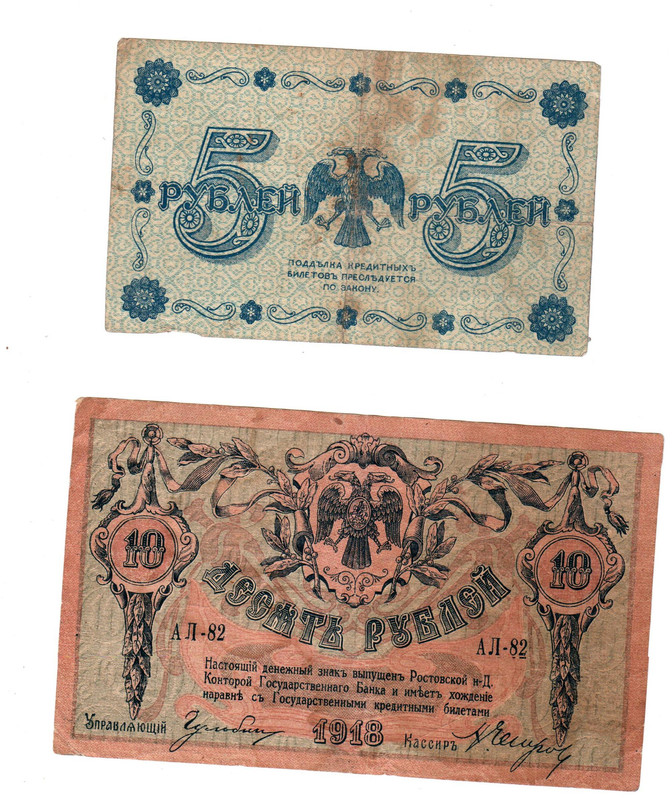 5 5
РУБЛЕЙ РУБЛЕЙ
ПОДДѢЛКА КРЕДИТНЫХЪ
БИЛЕТОВЪ ПРЕСЛѢДУЕТСЯ
ПО ЗАКОНУ.
10 10
ДЕСЯТЬ РУБЛЕЙ
АЛ-82 АЛ-82
Настоящій денежный знакъ выпущен Ростовской н-Д.
Конторой Государственнаго Банка и имѣетъ хожденіе
наравнѣ съ Государственными кредитными билетами
Управляющій 1918 Кассиръ